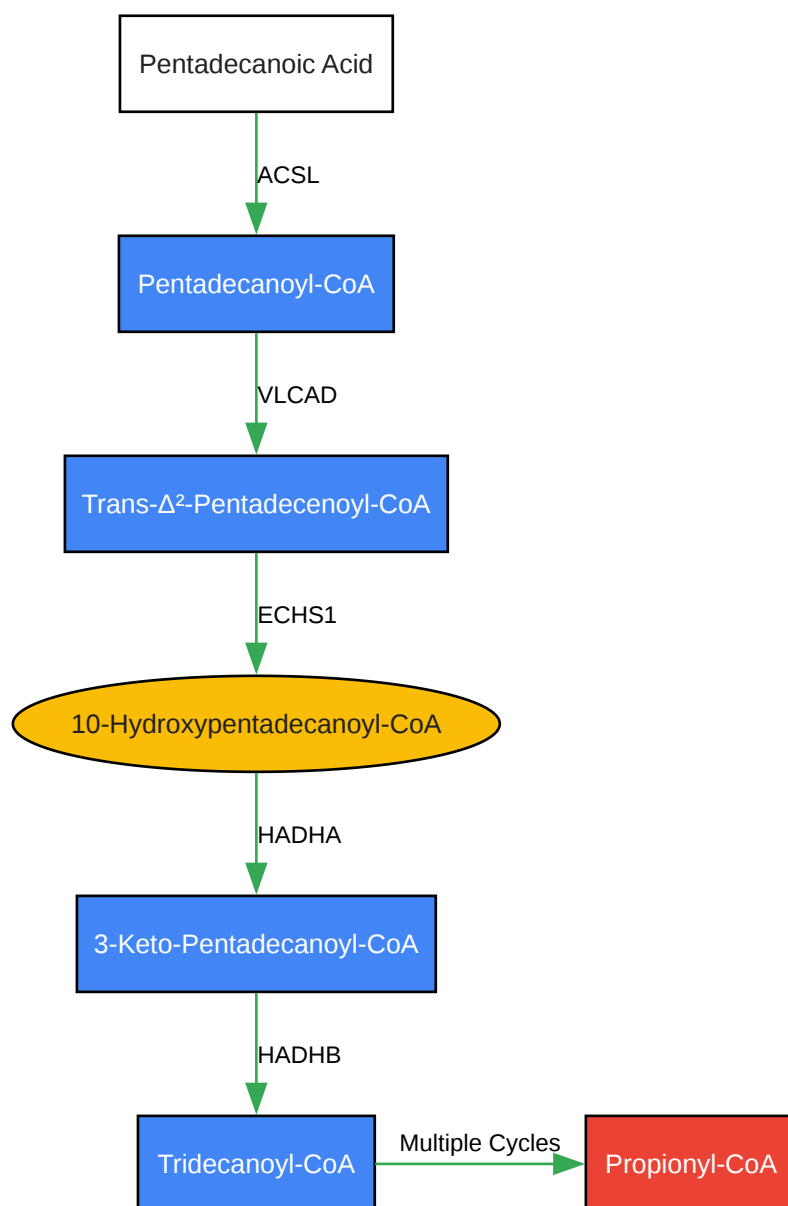 Pentadecanoic Acid
ACSL
Pentadecanoyl-CoA
VLCAD
Trans-Δ²-Pentadecenoyl-CoA
ECHS1
10-Hydroxypentadecanoyl-CoA
HADHA
3-Keto-Pentadecanoyl-CoA
HADHB
Tridecanoyl-CoA
Multiple Cycles
Propionyl-CoA